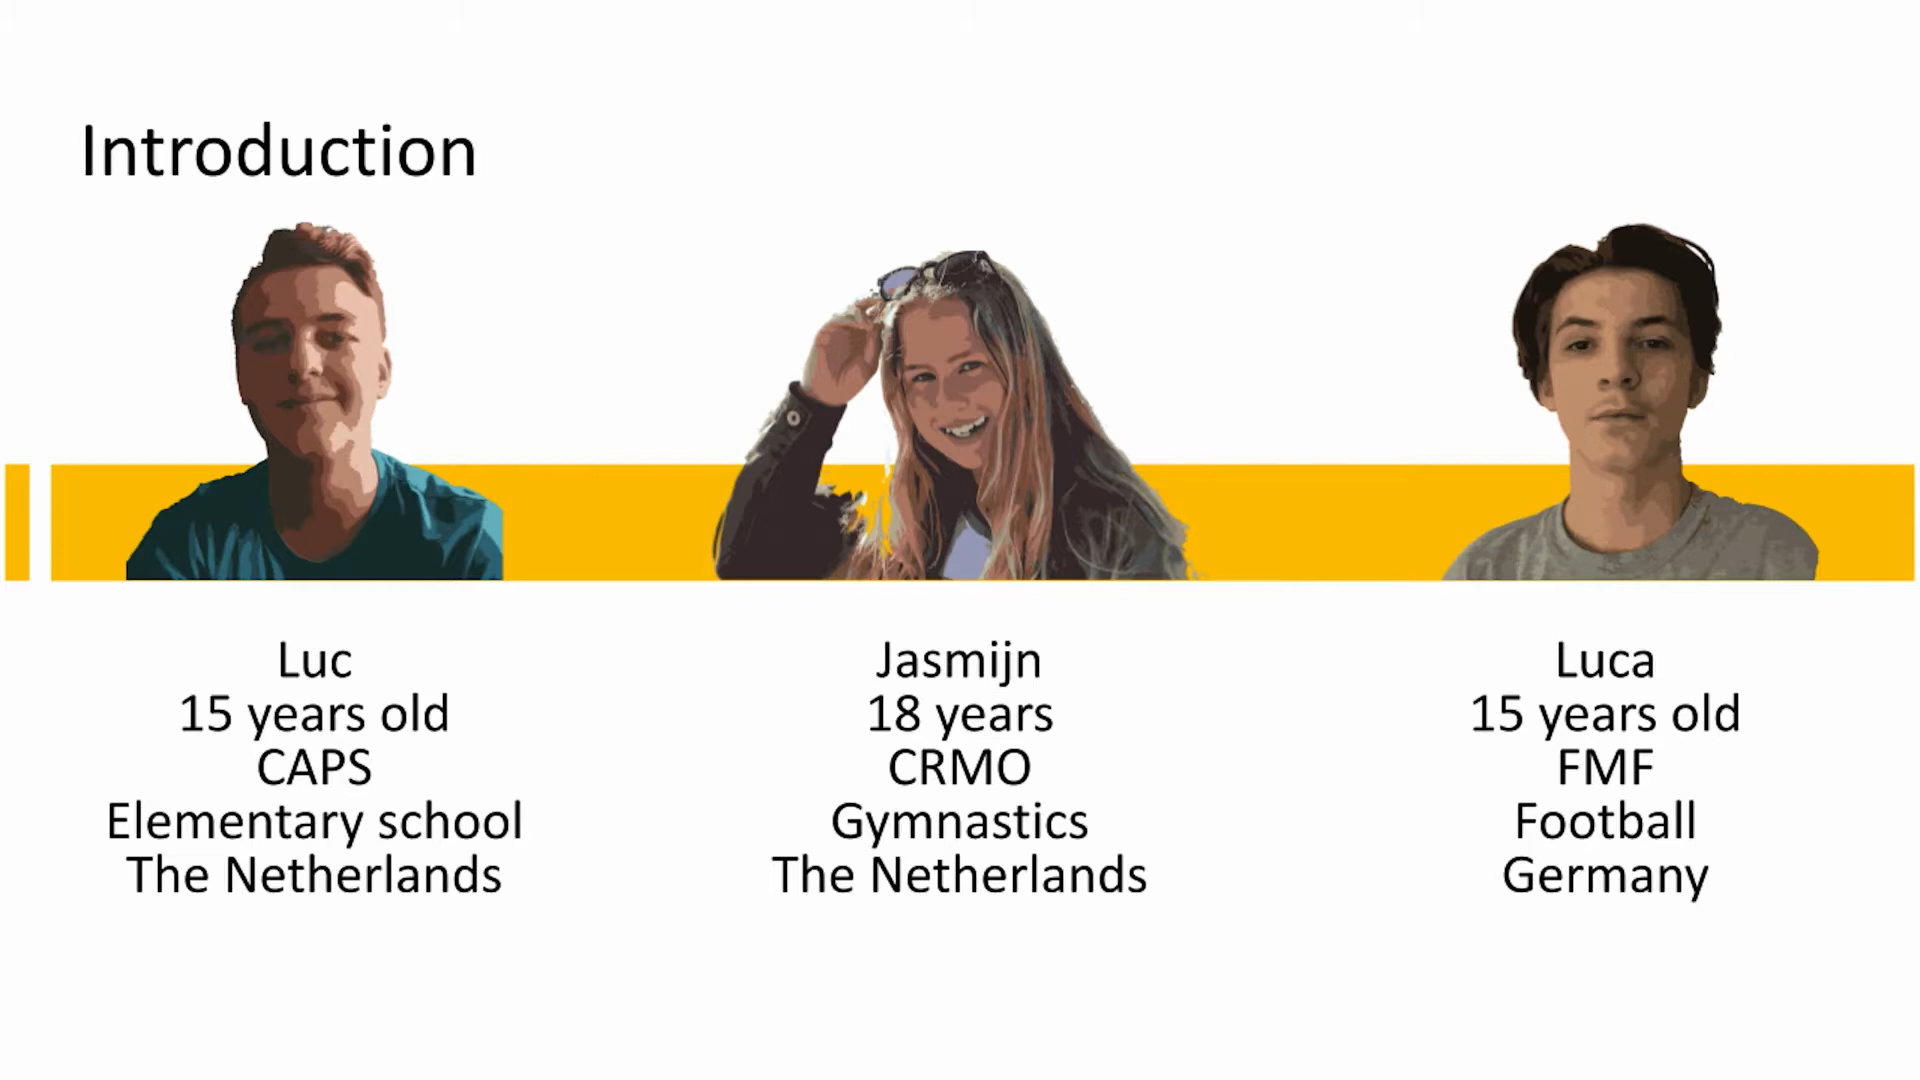 Introduction
Luc
15 years old
CAPS
Elementary school
The Netherlands
Jasmijn
18 years
CRMO
Gymnastics
The Netherlands
Luca
15 years old
FMF
Football
Germany